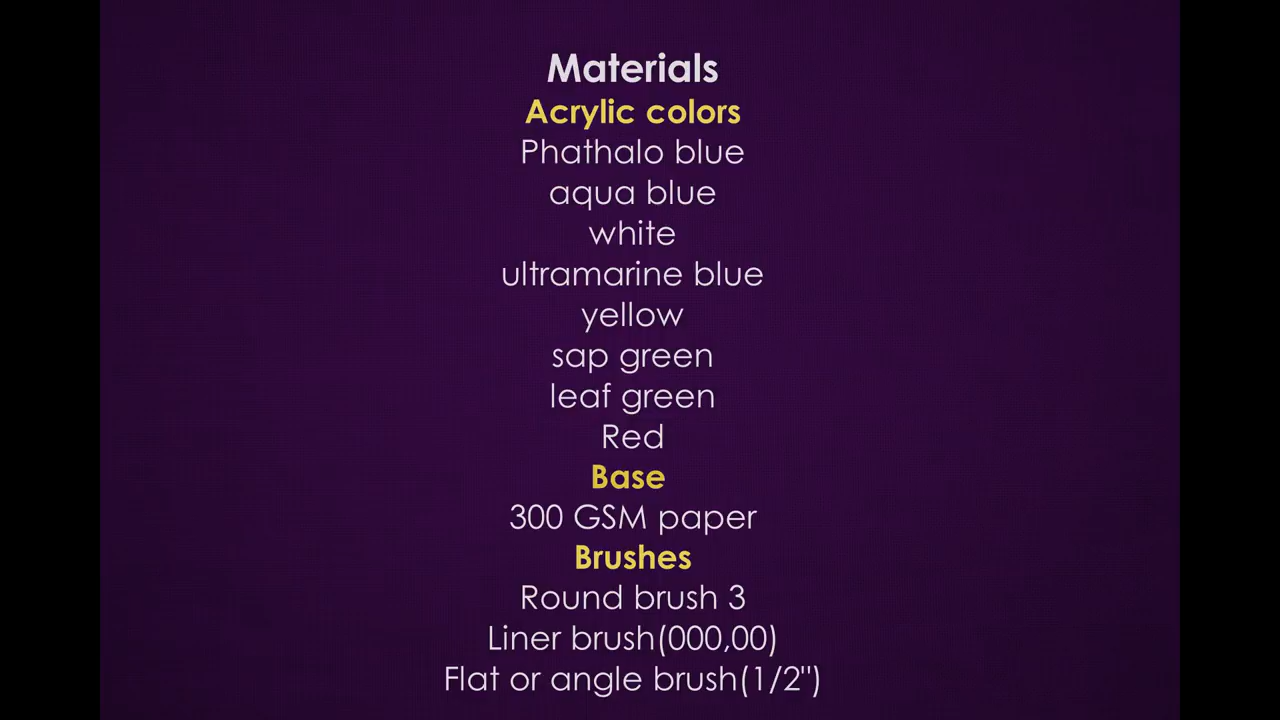 Materials
Acrylic colors
Phathalo blue
aqua blue
white
ultramarine blue
yellow
sap green
leaf green
Red
Base
300 GSM paper
Brushes
Round brush 3
Liner brush(000,00)
Flat or angle brush(1/2")